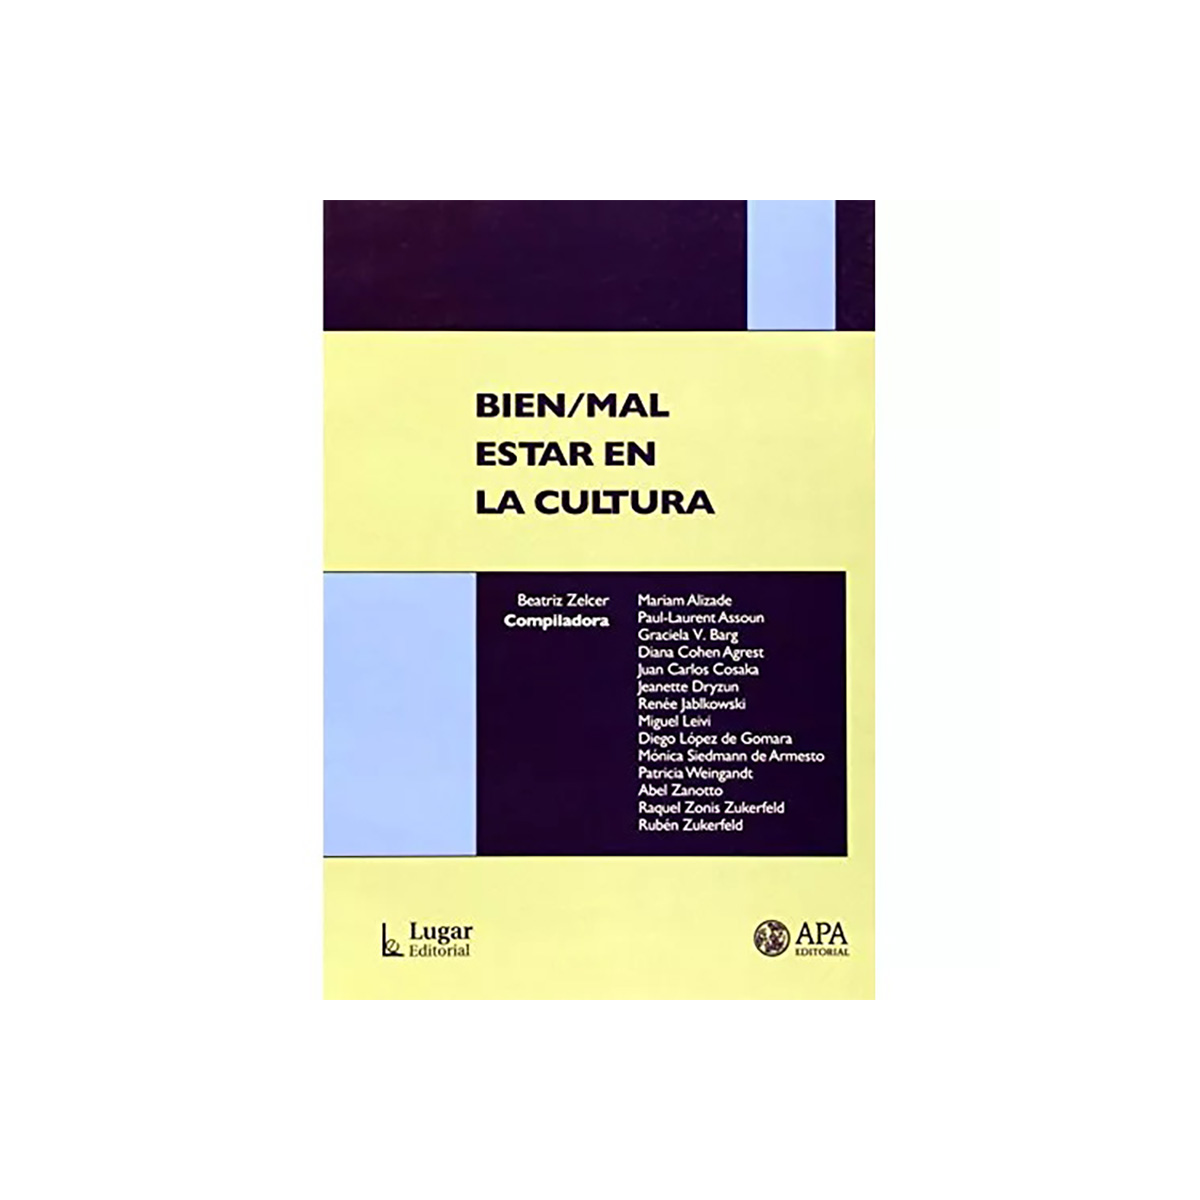 BIEN/MAL
ESTAR EN
LA CULTURA
Beatriz Zelcer
Compiladora
Mariam Alizade
Paul-Laurent Assoun
Graciela V. Barg
Diana Cohen Agrest
Juan Carlos Cosaka
Jeanette Dryzun
Renée Jablkowski
Miguel Leivi
Diego López de Gomara
Mónica Siedmann de Armesto
Patricia Weingandt
Abel Zanotto
Raquel Zonis Zukerfeld
Rubén Zukerfeld
Le Lugar
Editorial
APA
EDITORIAL